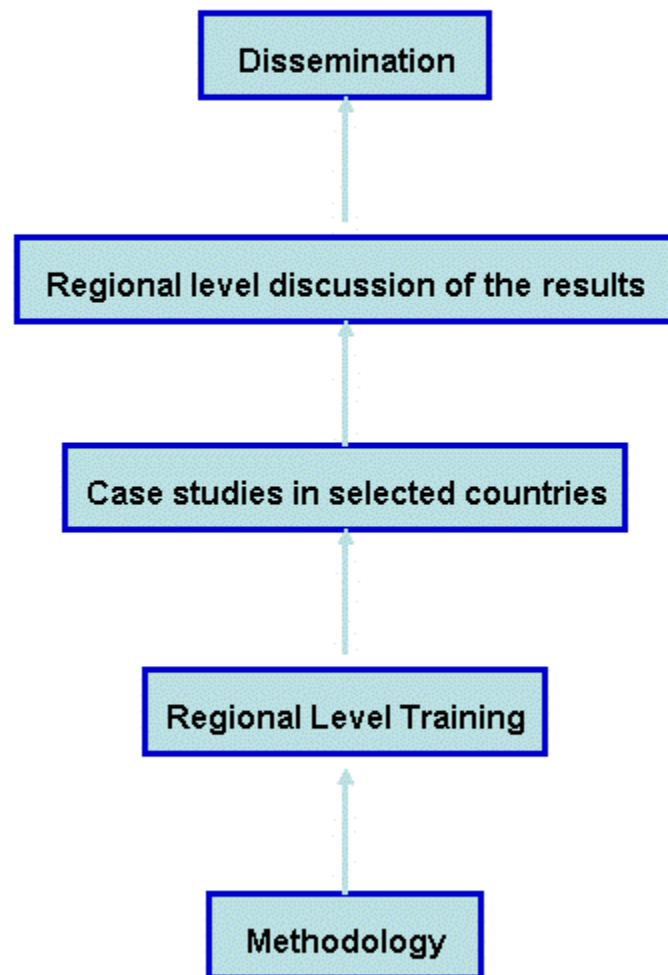 Dissemination
Regional level discussion of the results
Case studies in selected countries
Regional Level Training
Methodology